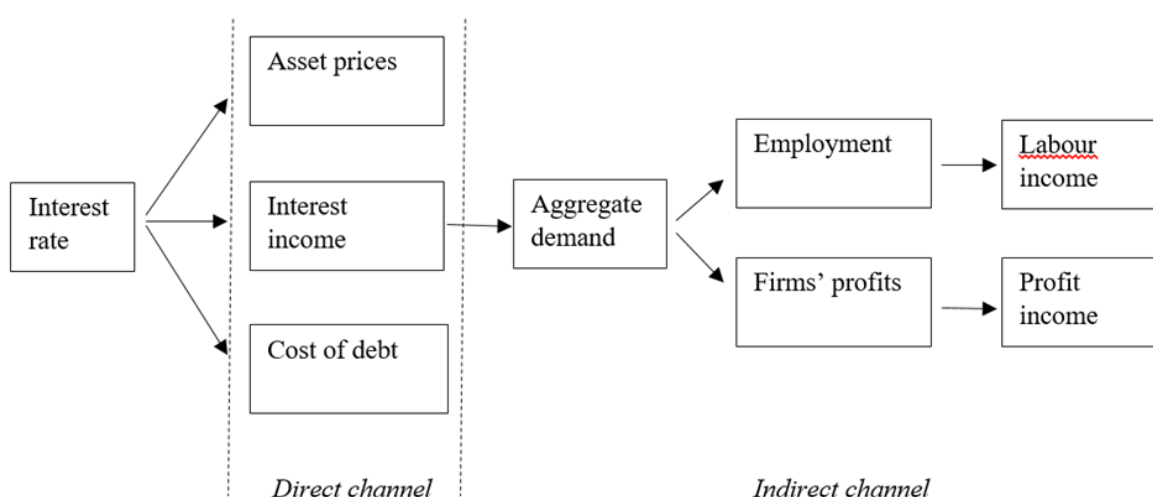 Asset prices
Interest
rate
Interest
income
Cost of debt
Aggregate
demand
Employment
Firms’ profits
Labour
income
Profit
income
Direct channel
Indirect channel